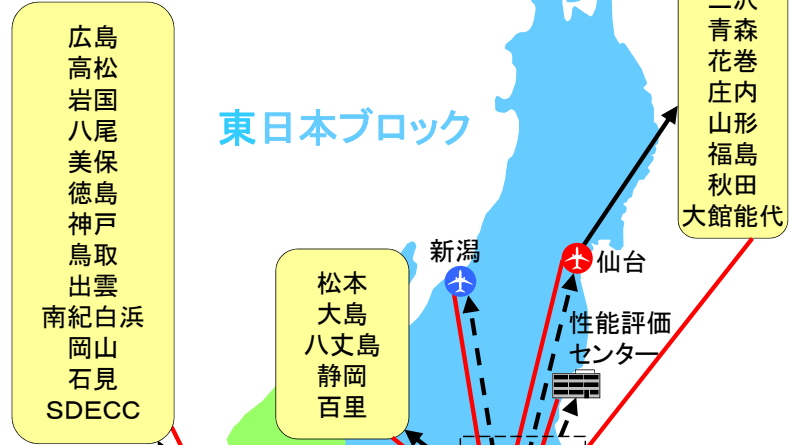 広島
高松
岩国
八尾
美保
徳島
神戸
鳥取
出雲
南紀白浜
岡山
石見
SDECC
東日本ブロック
三沢
青森
花巻
庄内
山形
福島
秋田
大館能代
新潟
仙台
松本
大島
八丈島
静岡
百里
性能評価
センター